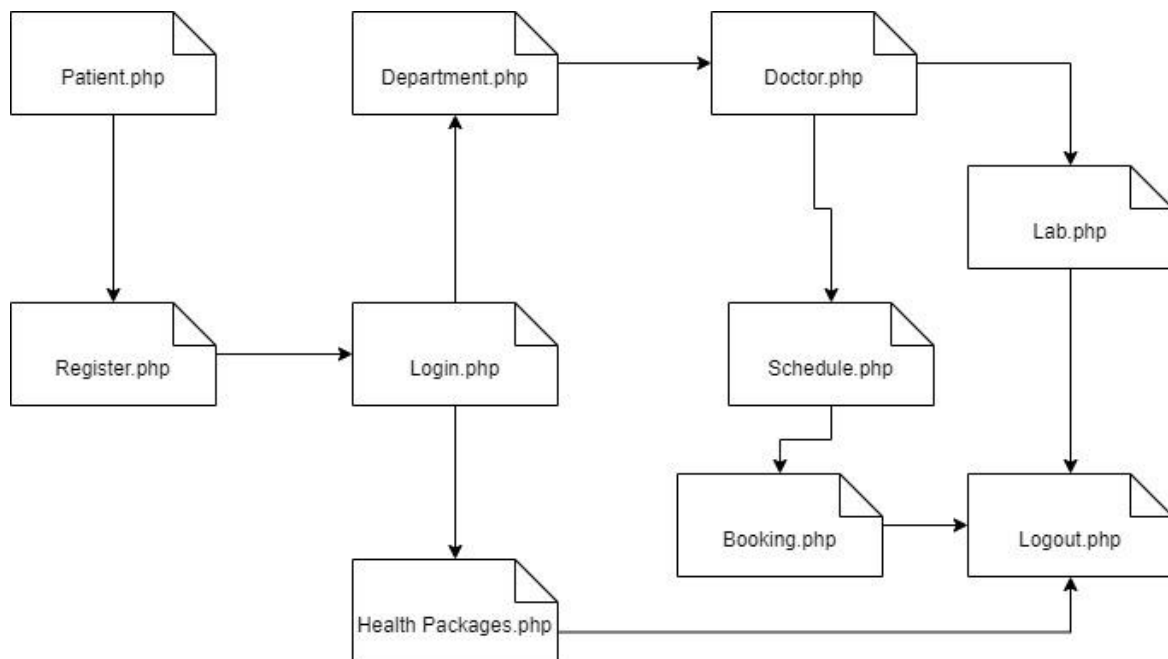 Patient.php
Department.php
Doctor.php
Lab.php
Register.php
Login.php
Schedule.php
Booking.php
Logout.php
Health Packages.php